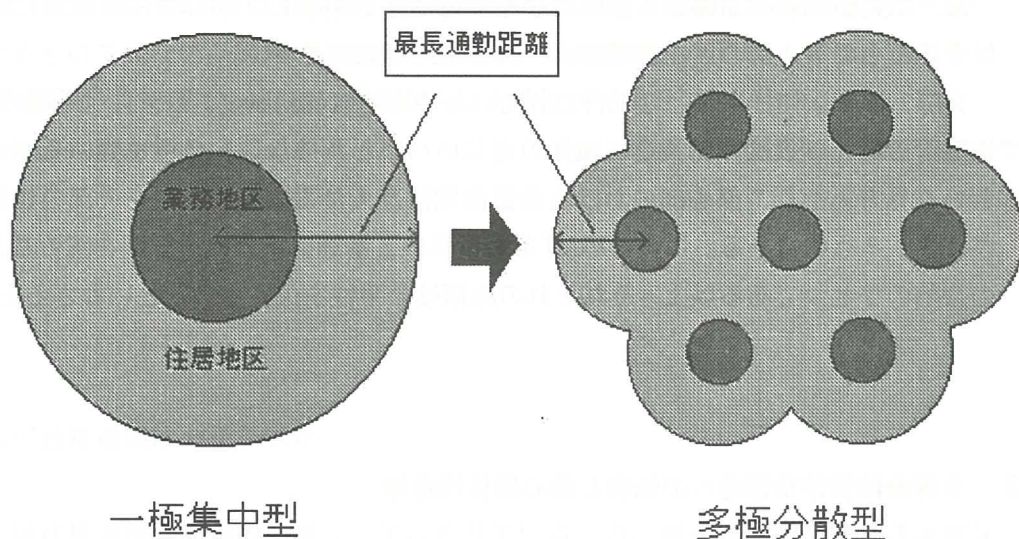 最長通勤距離
業務地区
住居地区
一極集中型
多極分散型